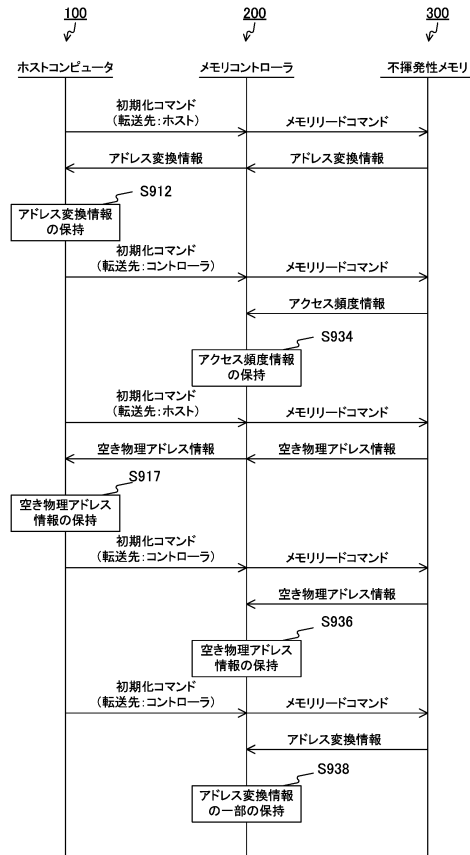 100
200
300
ホストコンピュータ
メモリコントローラ
不揮発性メモリ
初期化コマンド
(転送先:ホスト)
メモリリードコマンド
アドレス変換情報
アドレス変換情報
S912
アドレス変換情報
の保持
初期化コマンド
(転送先:コントローラ)
メモリリードコマンド
アクセス頻度情報
S934
アクセス頻度情報
の保持
初期化コマンド
(転送先:ホスト)
メモリリードコマンド
空き物理アドレス情報
空き物理アドレス情報
S917
空き物理アドレス
情報の保持
初期化コマンド
(転送先:コントローラ)
メモリリードコマンド
空き物理アドレス情報
S936
空き物理アドレス
情報の保持
初期化コマンド
(転送先:コントローラ)
メモリリードコマンド
アドレス変換情報
S938
アドレス変換情報
の一部の保持